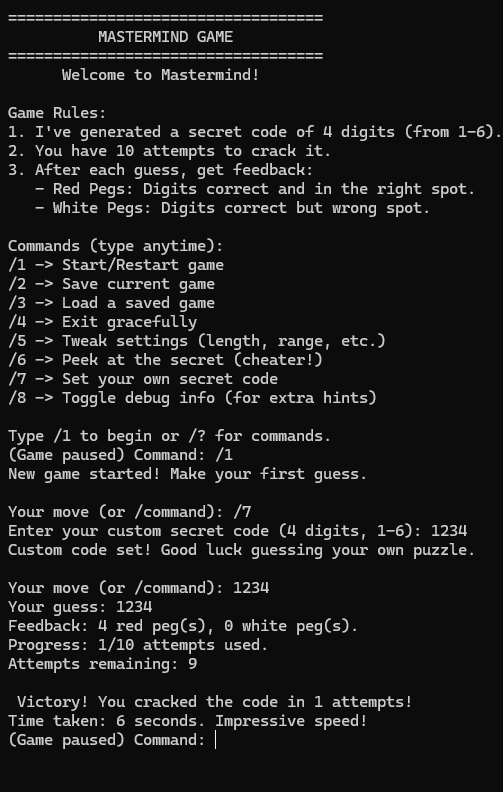 ===================================
MASTERMIND GAME
===================================
Welcome to Mastermind!
Game Rules:
1. I've generated a secret code of 4 digits (from 1-6).
2. You have 10 attempts to crack it.
3. After each guess, get feedback:
- Red Pegs: Digits correct and in the right spot.
- White Pegs: Digits correct but wrong spot.
Commands (type anytime):
/1 -> Start/Restart game
/2 -> Save current game
/3 -> Load a saved game
/4 -> Exit gracefully
/5 -> Tweak settings (length, range, etc.)
/6 -> Peek at the secret (cheater!)
/7 -> Set your own secret code
/8 -> Toggle debug info (for extra hints)
Type /1 to begin or /? for commands.
(Game paused) Command: /1
New game started! Make your first guess.
Your move (or /command): /7
Enter your custom secret code (4 digits, 1-6): 1234
Custom code set! Good luck guessing your own puzzle.
Your move (or /command): 1234
Your guess: 1234
Feedback: 4 red peg(s), 0 white peg(s).
Progress: 1/10 attempts used.
Attempts remaining: 9
Victory! You cracked the code in 1 attempts!
Time taken: 6 seconds. Impressive speed!
(Game paused) Command: